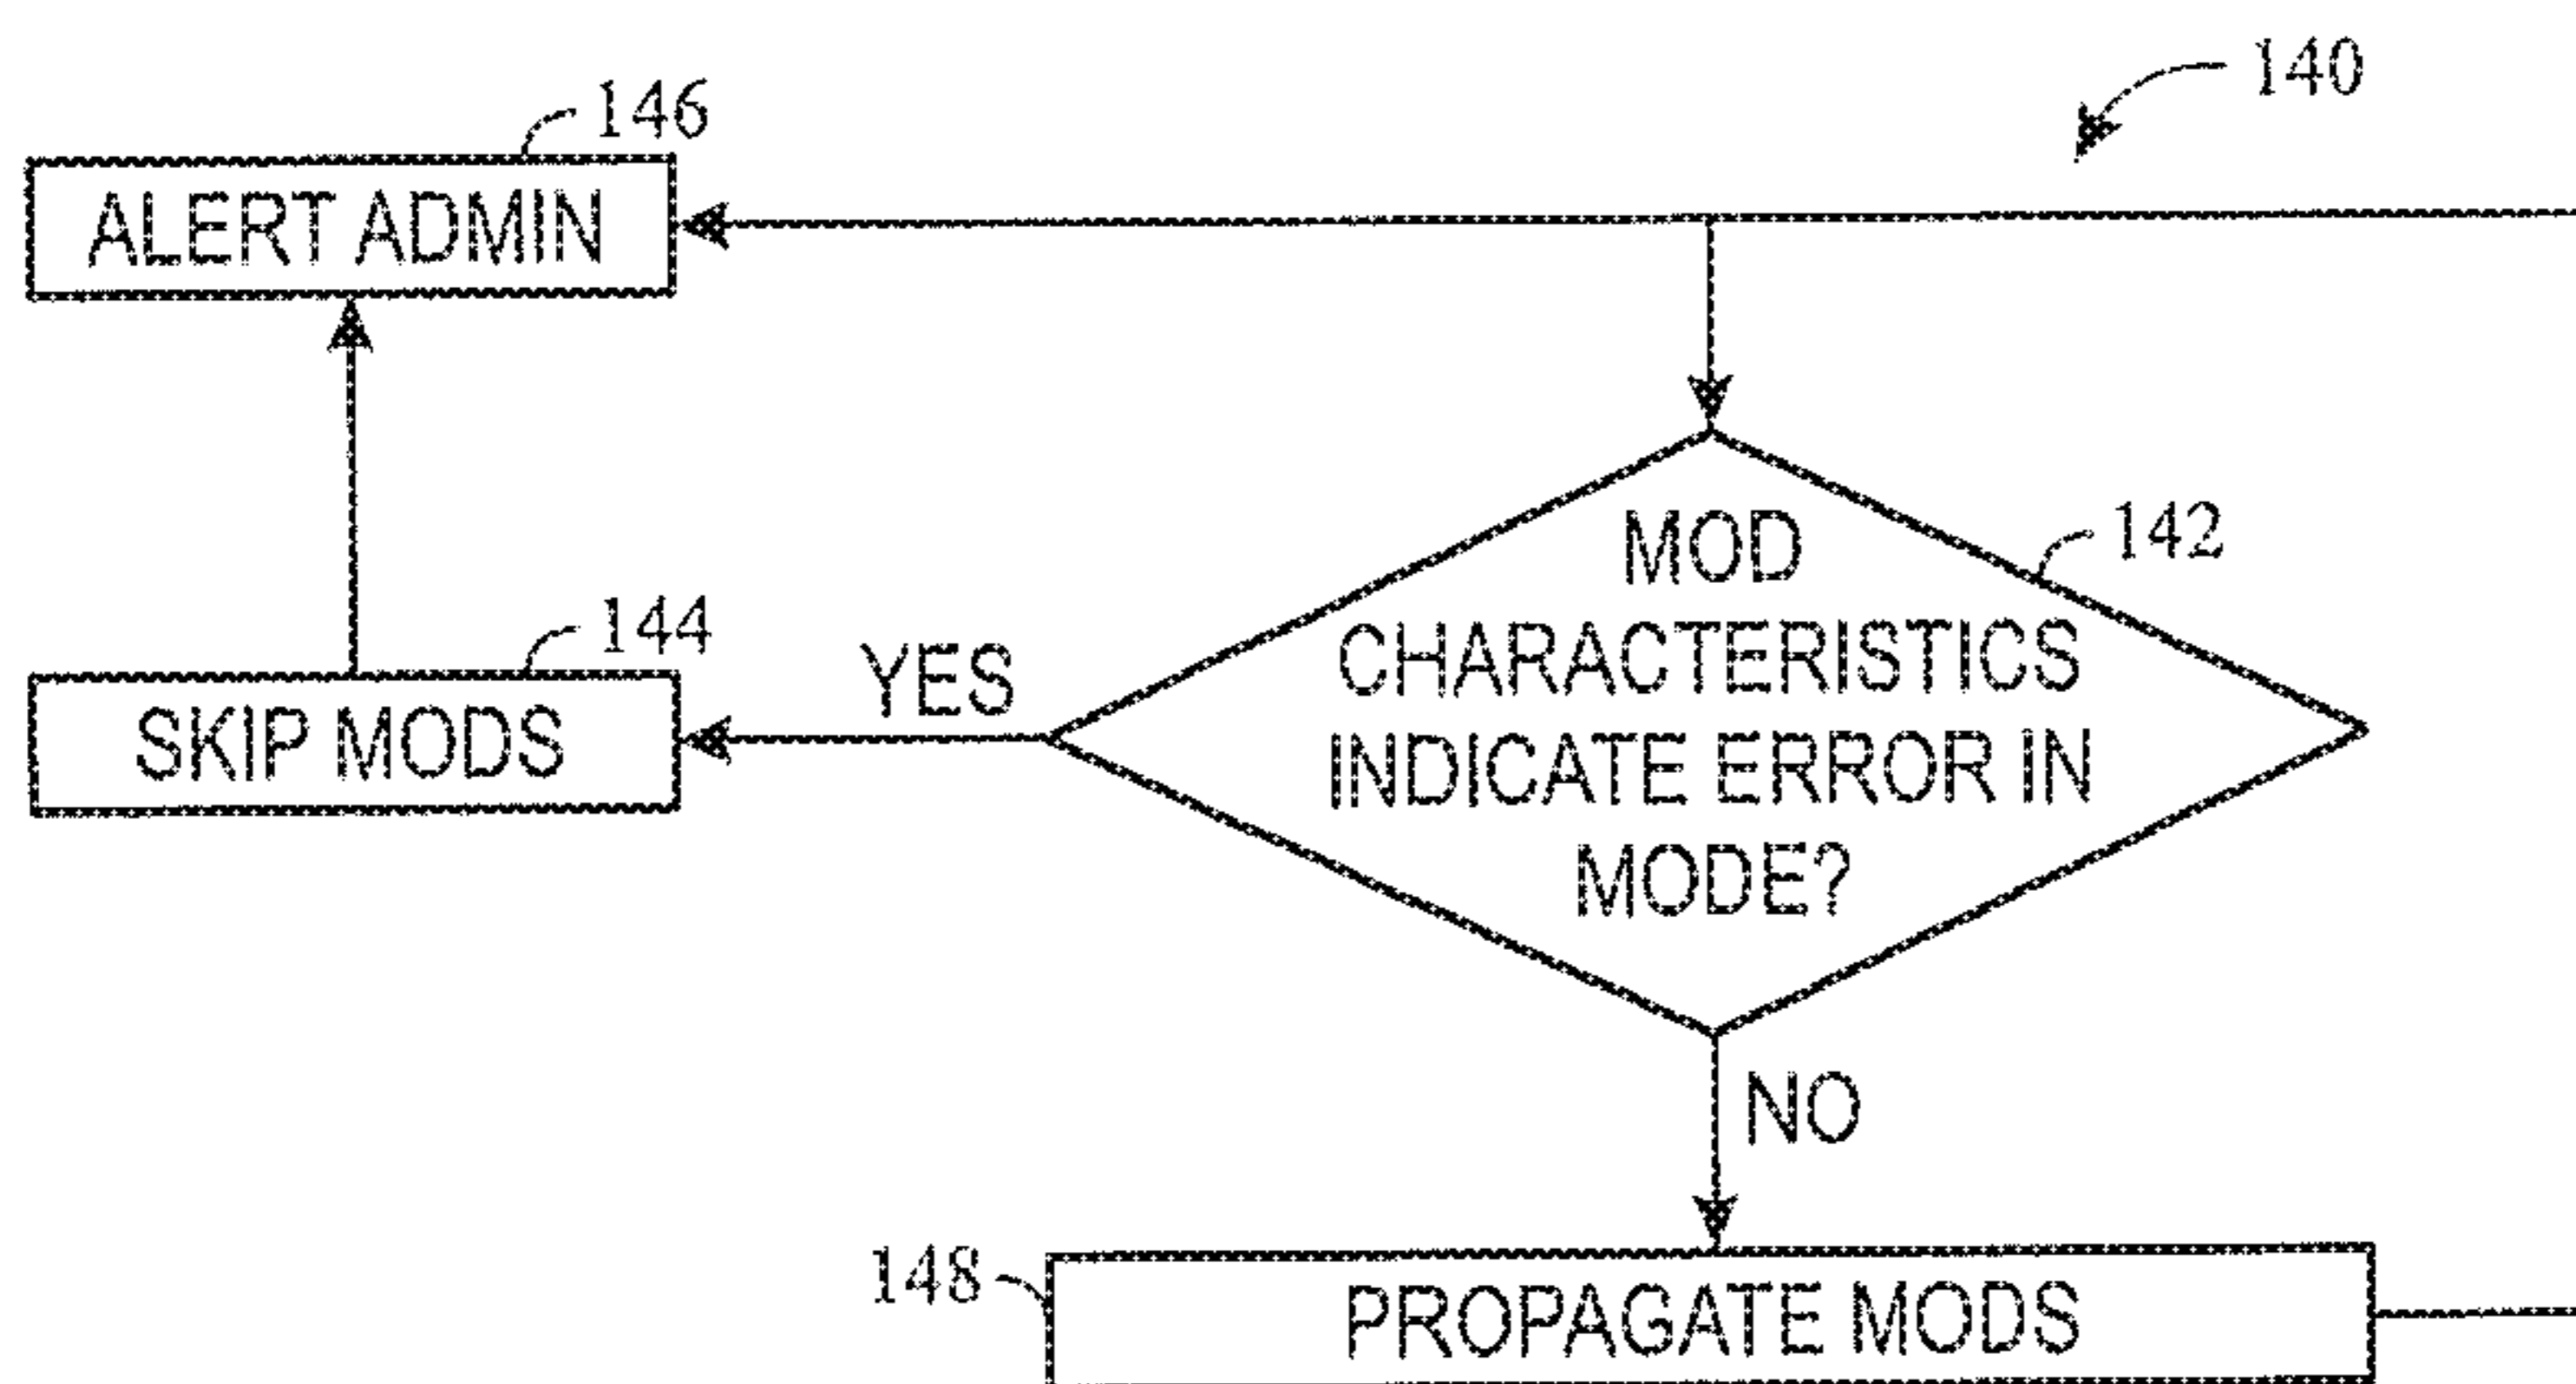 140
146
ALERT ADMIN
142
MOD
CHARACTERISTICS
INDICATE ERROR IN
MODE?
YES
144
SKIP MODS
NO
148
PROPAGATE MODS